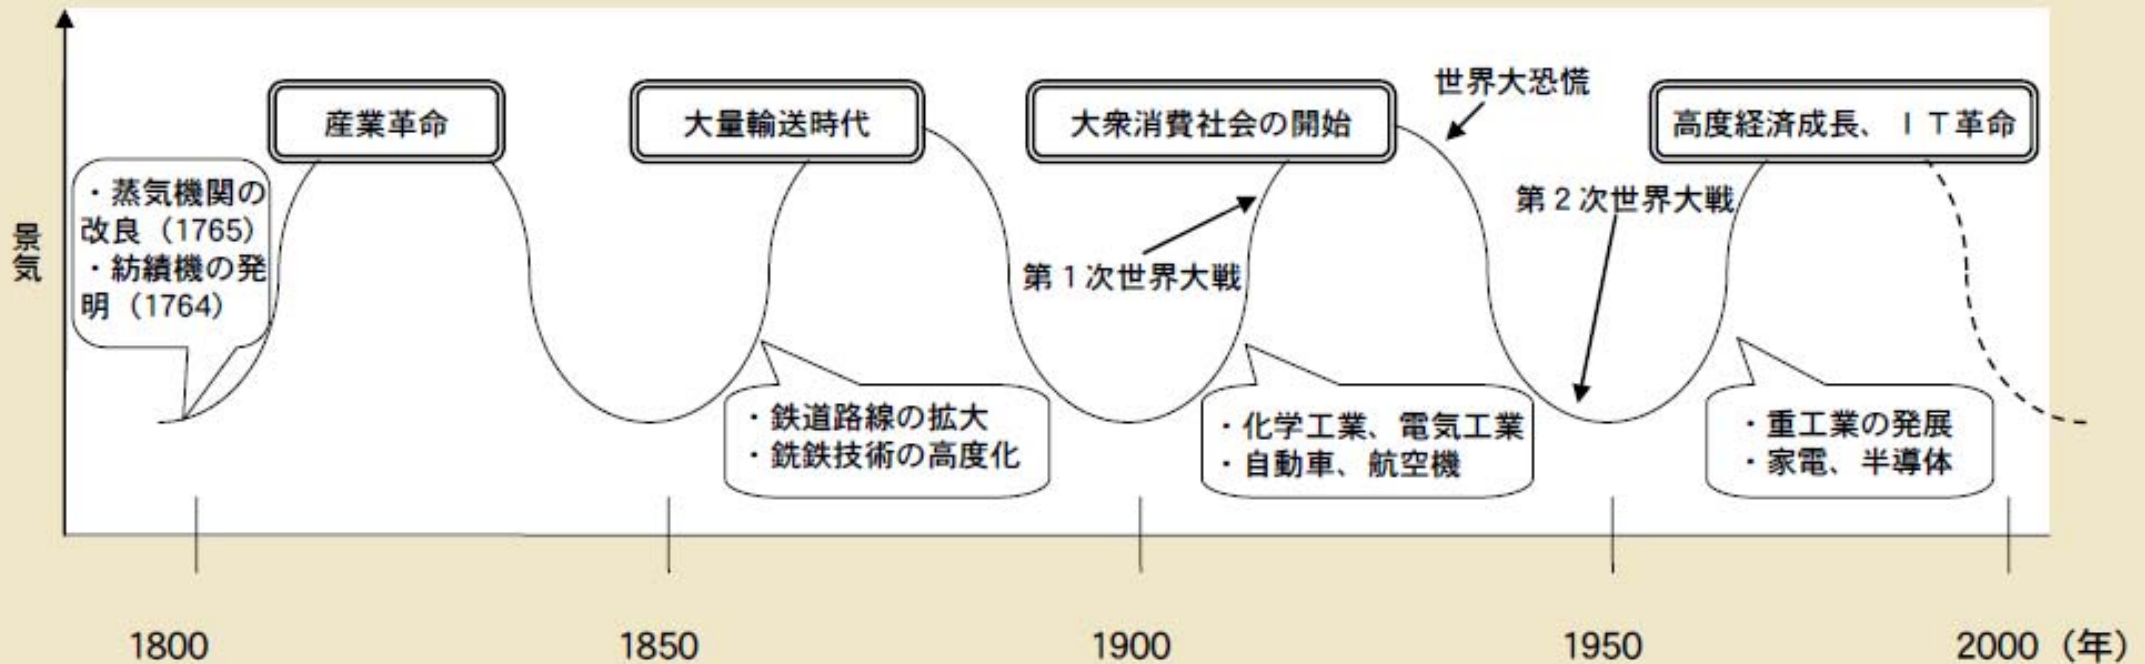 景気
産業革命
大量輸送時代
大衆消費社会の開始
世界大恐慌
高度経済成長、ＩＴ革命
・蒸気機関の
改良（1765）
・紡績機の発
明（1764）
第１次世界大戦
第２次世界大戦
・鉄道路線の拡大
・銑鉄技術の高度化
・化学工業、電気工業
・自動車、航空機
・重工業の発展
・家電、半導体
1800
1850
1900
1950
2000（年）